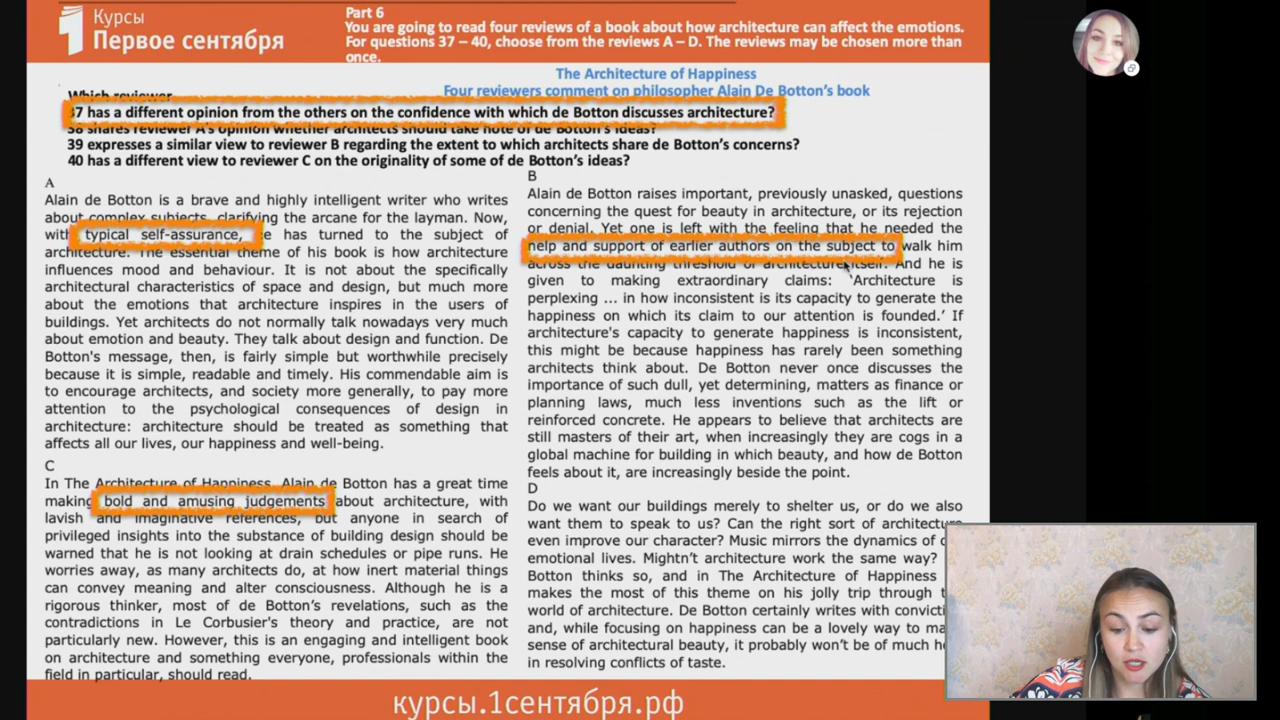 Курсы
Первое сентября
Part 6
You are going to read four reviews of a book about how architecture can affect the emotions.
For questions 37 – 40, choose from the reviews A – D. The reviews may be chosen more than
once.
The Architecture of Happiness
Four reviewers comment on philosopher Alain De Botton’s book
Which reviewer
37 has a different opinion from the others on the confidence with which de Botton discusses architecture?
38 shares reviewer A's opinion whether architects should take note of de Botton's ideas?
39 expresses a similar view to reviewer B regarding the extent to which architects share de Botton's concerns?
40 has a different view to reviewer C on the originality of some of de Botton's ideas?
A
Alain de Botton is a brave and highly intelligent writer who writes
about complex subjects, clarifying the arcane for the layman. Now,
with typical self-assurance, he has turned to the subject of
architecture. The essential theme of his book is how architecture
influences mood and behaviour. It is not about the specifically
architectural characteristics of space and design, but much more
about the emotions that architecture inspires in the users of
buildings. Yet architects do not normally talk nowadays very much
about emotion and beauty. They talk about design and function. De
Botton's message, then, is fairly simple but worthwhile precisely
because it is simple, readable and timely. His commendable aim is
to encourage architects, and society more generally, to pay more
attention to the psychological consequences of design in
architecture: architecture should be treated as something that
affects all our lives, our happiness and well-being.
B
Alain de Botton raises important, previously unasked, questions
concerning the quest for beauty in architecture, or its rejection
or denial. Yet one is left with the feeling that he needed the
help and support of earlier authors on the subject to walk him
across the daunting threshold of architecture itself. And he is
given to making extraordinary claims: 'Architecture is
perplexing ... in how inconsistent is its capacity to generate the
happiness on which its claim to our attention is founded.' If
architecture's capacity to generate happiness is inconsistent,
this might be because happiness has rarely been something
architects think about. De Botton never once discusses the
importance of such dull, yet determining, matters as finance or
planning laws, much less inventions such as the lift or
reinforced concrete. He appears to believe that architects are
still masters of their art, when increasingly they are cogs in a
global machine for building in which beauty, and how de Botton
feels about it, are increasingly beside the point.
C
In The Architecture of Happiness, Alain de Botton has a great time
making bold and amusing judgements about architecture, with
lavish and imaginative references, but anyone in search of
privileged insights into the substance of building design should be
warned that he is not looking at drain schedules or pipe runs. He
worries away, as many architects do, at how inert material things
can convey meaning and alter consciousness. Although he is a
rigorous thinker, most of de Botton’s revelations, such as the
contradictions in Le Corbusier's theory and practice, are not
particularly new. However, this is an engaging and intelligent book
on architecture and something everyone, professionals within the
field in particular, should read.
D
Do we want our buildings merely to shelter us, or do we also
want them to speak to us? Can the right sort of architecture
even improve our character? Music mirrors the dynamics of
emotional lives. Mightn’t architecture work the same way?
Botton thinks so, and in The Architecture of Happiness
makes the most of this theme on his jolly trip through
world of architecture. De Botton certainly writes with
and, while focusing on happiness can be a lovely way to
sense of architectural beauty, it probably won’t be of much
in resolving conflicts of taste.
курсы.1сентября.рф